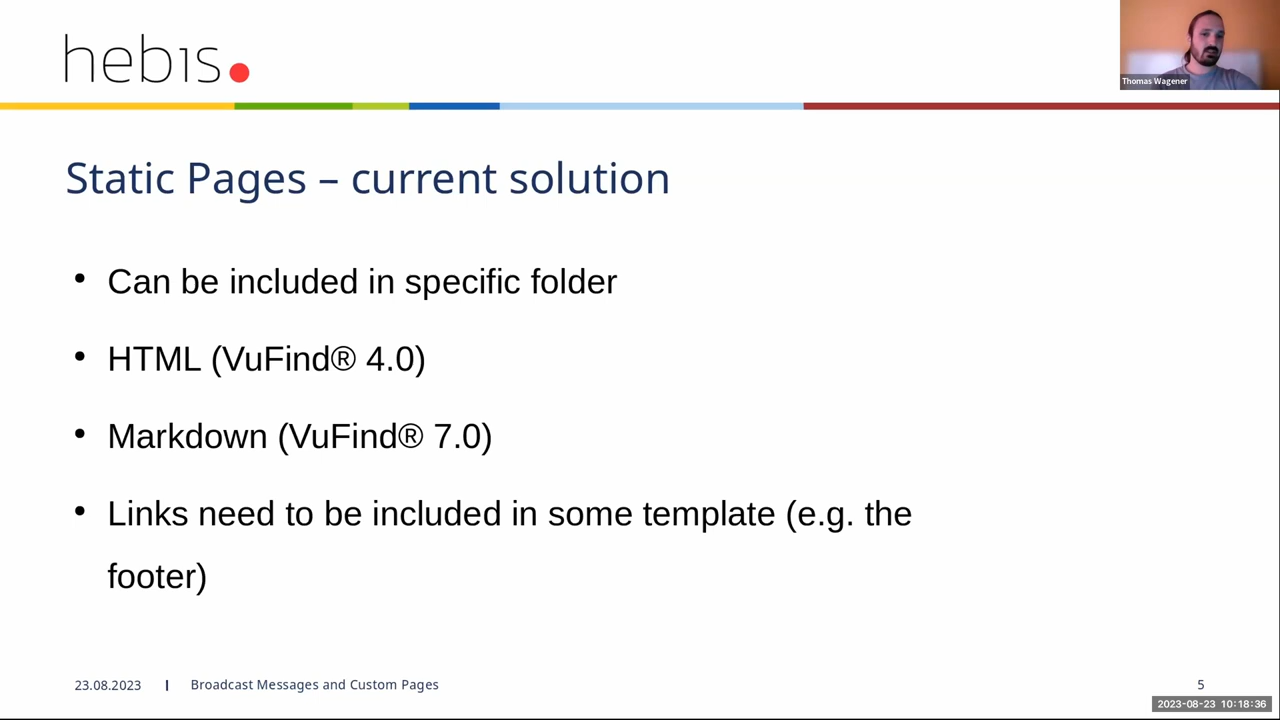 hebis
Thomas Wagener
Static Pages – current solution
• Can be included in specific folder
• HTML (VuFind® 4.0)
• Markdown (VuFind® 7.0)
• Links need to be included in some template (e.g. the
footer)
23.08.2023 | Broadcast Messages and Custom Pages 5
2023-08-23 10:18:36